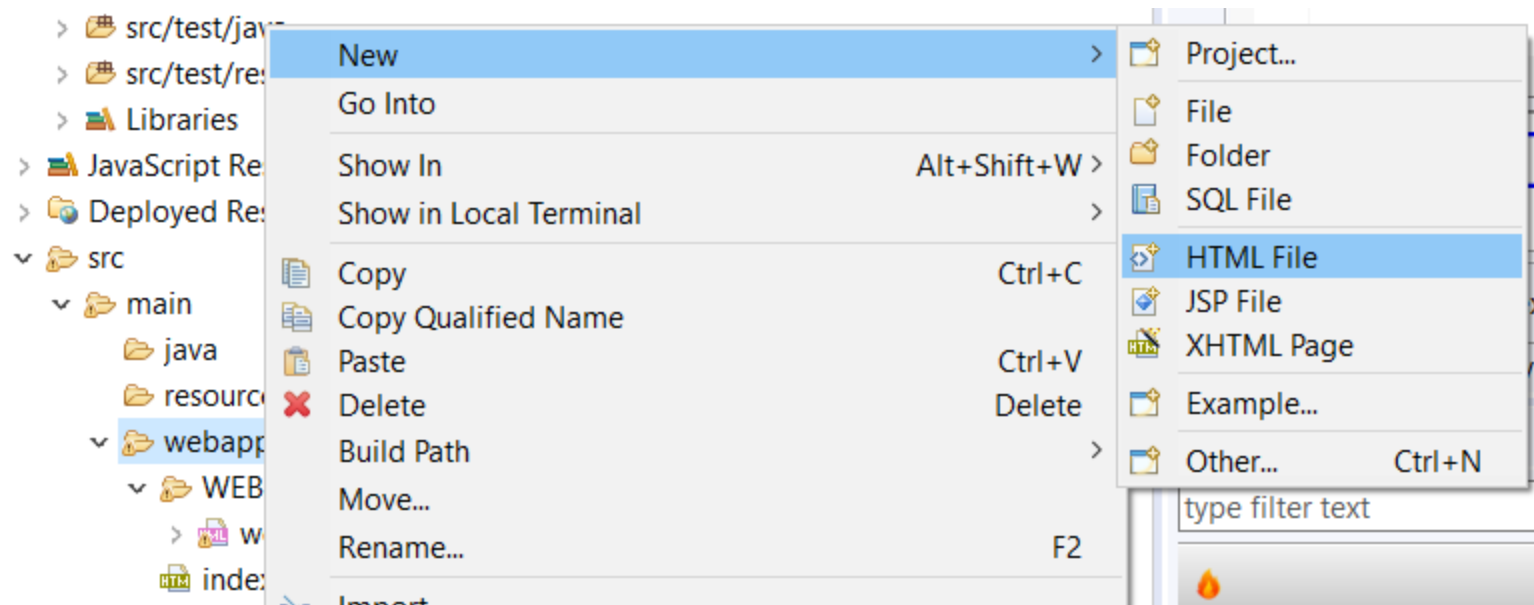 src/test/java
src/test/res
Libraries
JavaScript Re
Deployed Res
src
main
java
resourc
webapp
WEB
w
index
New
Go Into
Show In Alt+Shift+W
Show in Local Terminal
Copy Ctrl+C
Copy Qualified Name
Paste Ctrl+V
Delete Delete
Build Path
Move...
Rename... F2
Import
Project...
File
Folder
SQL File
HTML File
JSP File
XHTML Page
Example...
Other... Ctrl+N
type filter text